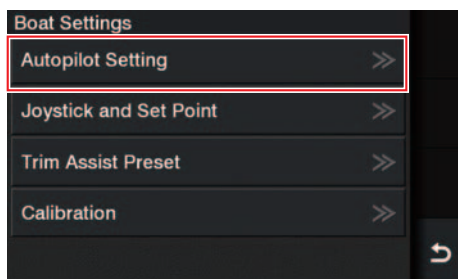 Boat Settings
Autopilot Setting
Joystick and Set Point
Trim Assist Preset
Calibration